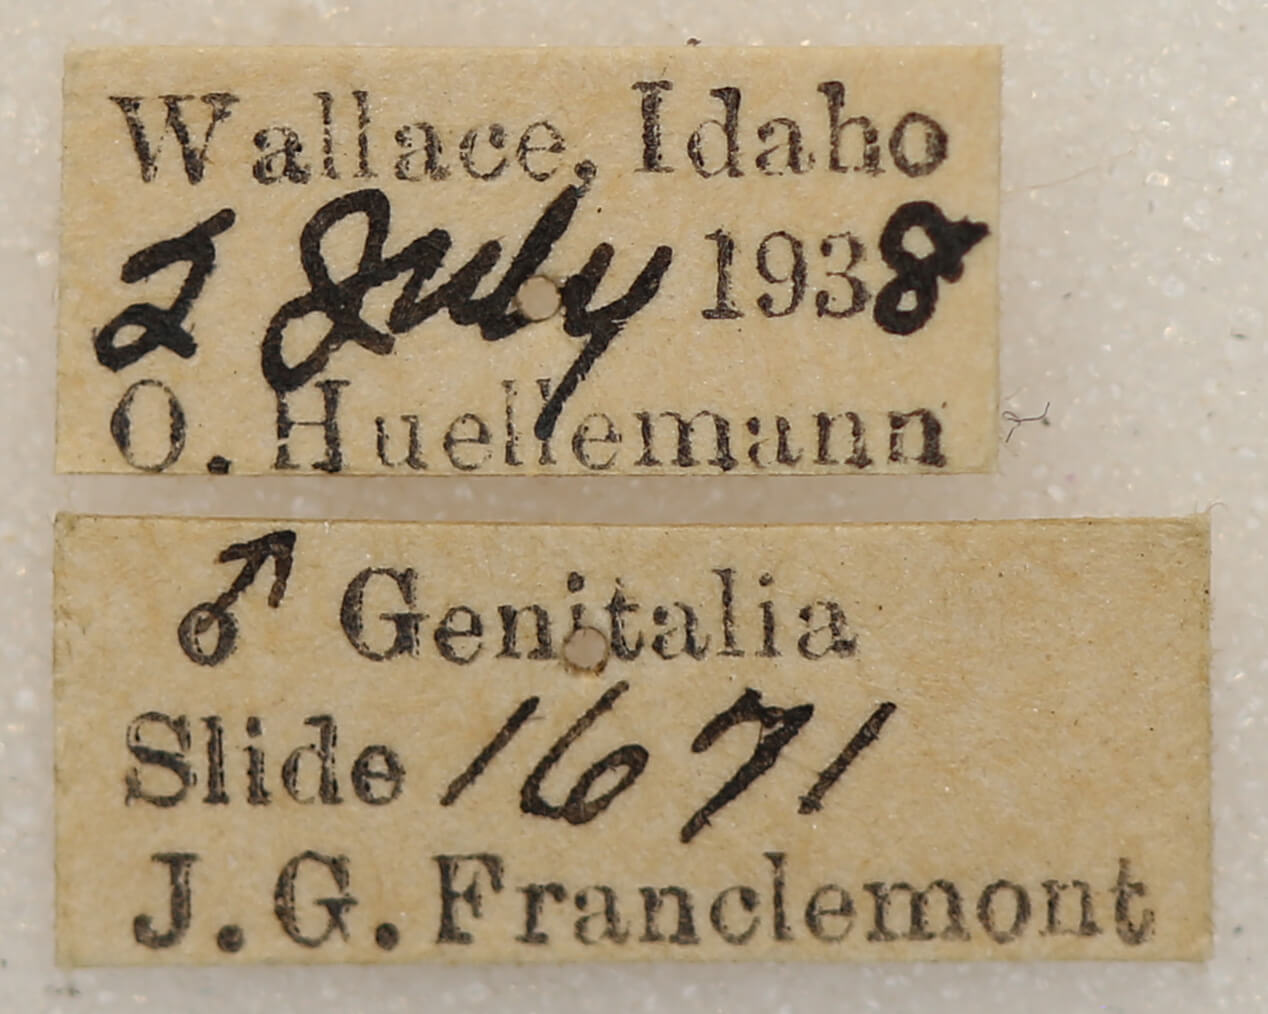 Wallace, Idaho
2 July 1938
O. Huellemann
♂ Genitalia
Slide 1671
J. G. Franclemont